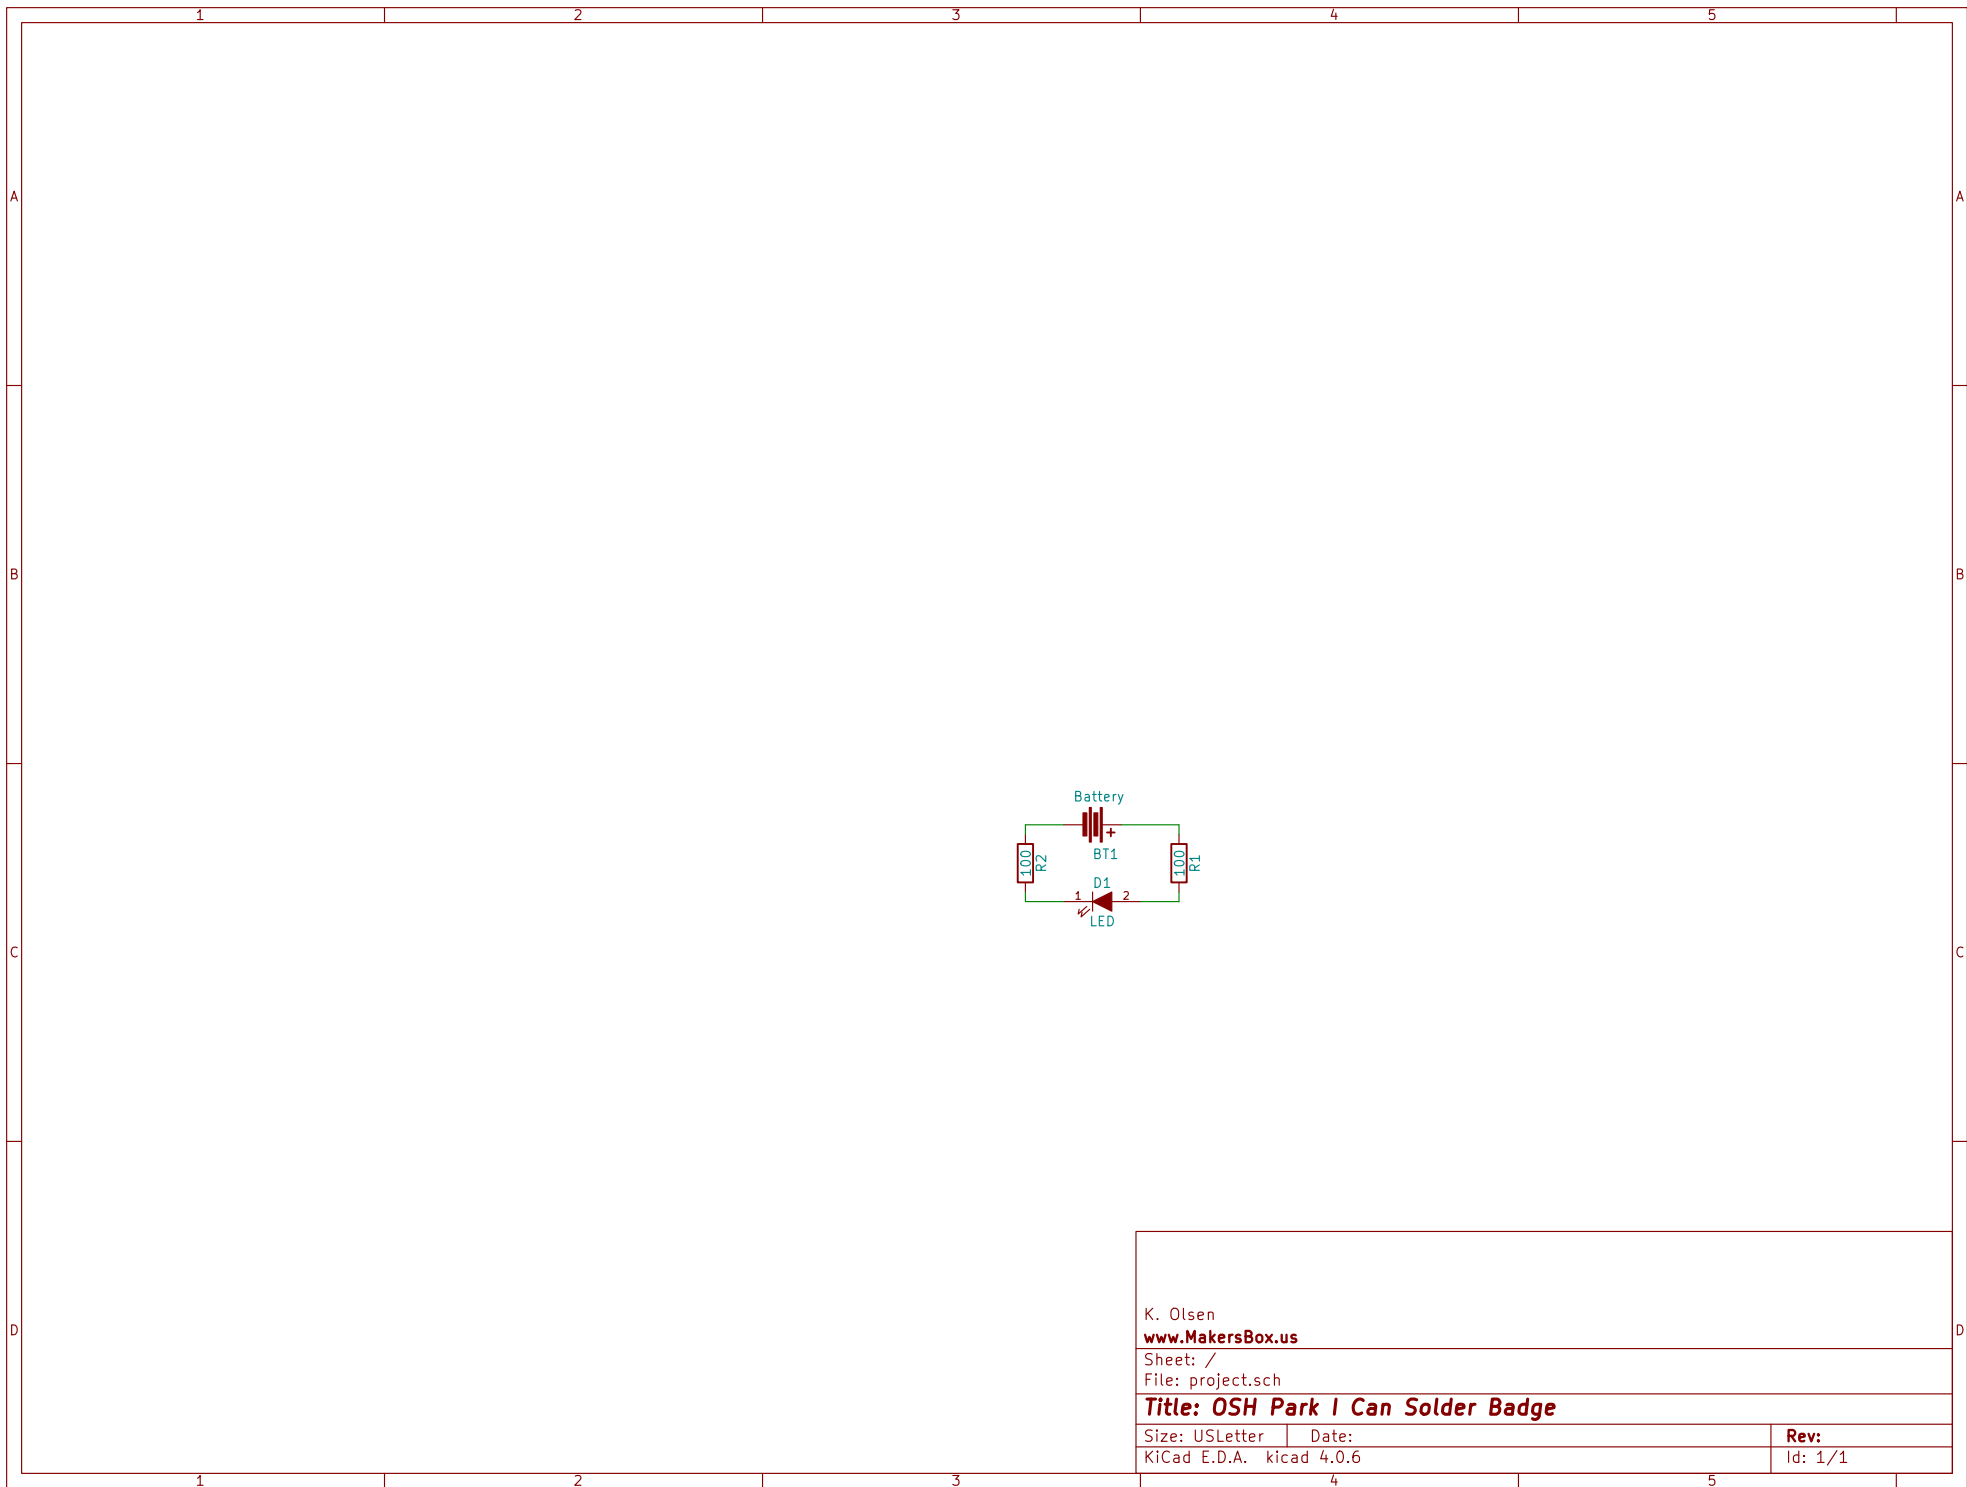 1 2 3 4 5
A A
B B
Battery
+
BT1
100 R2
100 R1
D1
1 2
LED
C C
K. Olsen
D D
www.MakersBox.us
Sheet: /
File: project.sch
Title: OSH Park I Can Solder Badge
Size: USLetter Date: Rev:
KiCad E.D.A. kicad 4.0.6 Id: 1/1
1 2 3 4 5